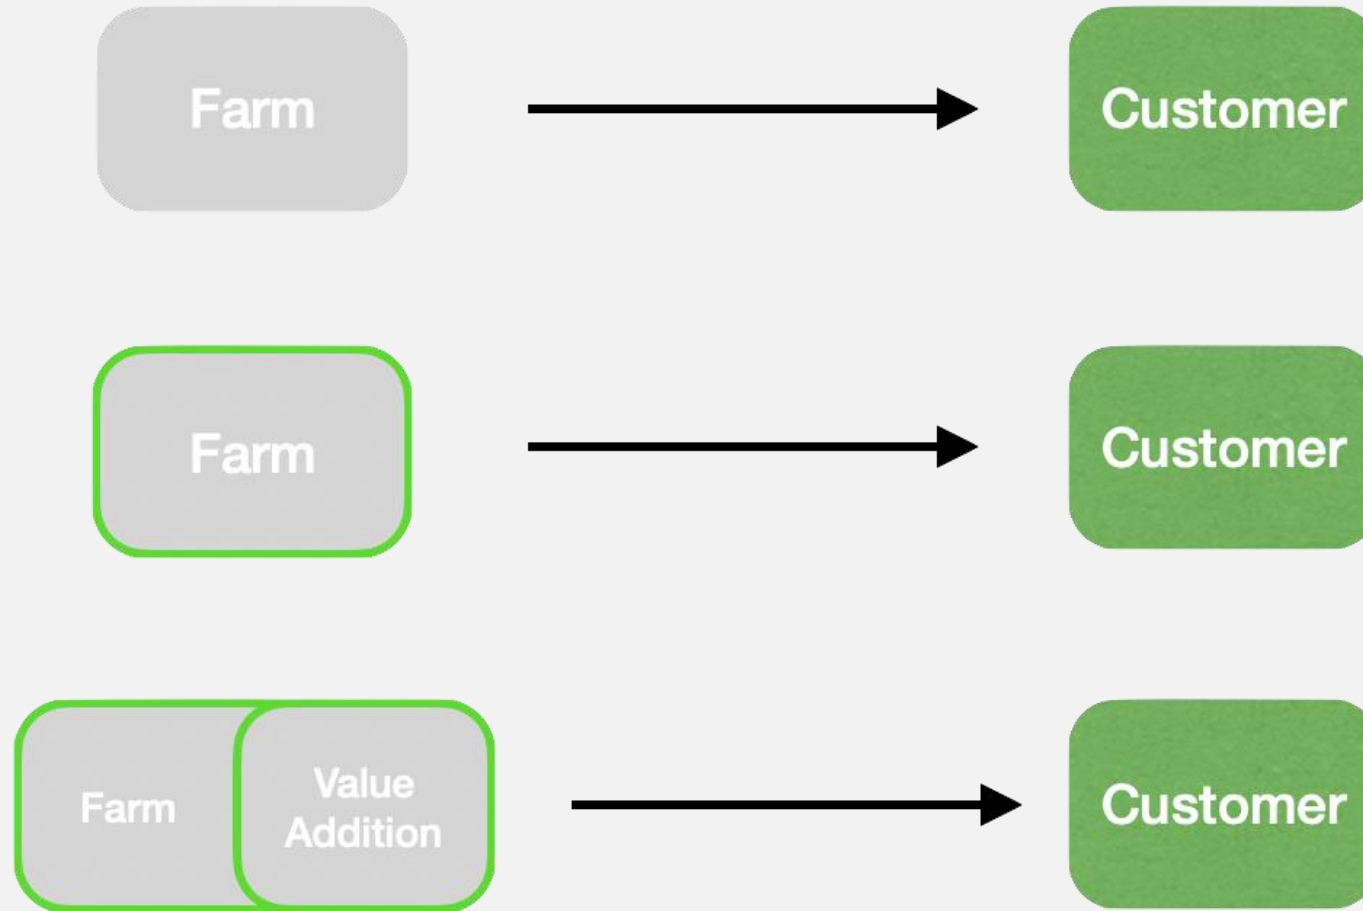 Farm
Customer
Farm
Customer
Farm
Value
Addition
Customer